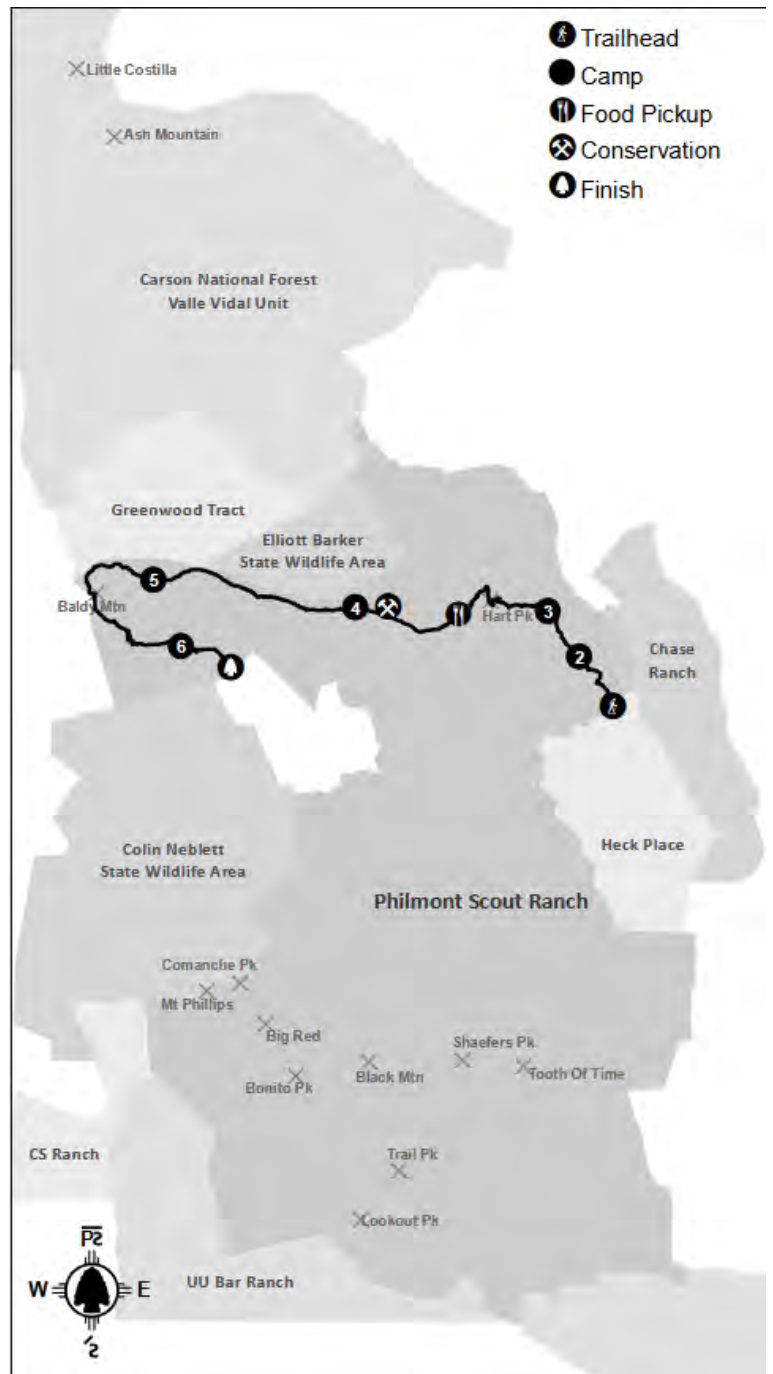 Trailhead
Camp
Food Pickup
Conservation
Finish
Little Costilla
Ash Mountain
Carson National Forest
Valle Vidal Unit
Greenwood Tract
Elliott Barker
State Wildlife Area
5
4
3
Baldy Mtn
Hart Pk
6
2
Chase
Ranch
Heck Place
Colin Neblett
State Wildlife Area
Philmont Scout Ranch
Comanche Pk
Mt Phillips
Big Red
Shaefers Pk
Black Mtn
Tooth Of Time
Bonito Pk
CS Ranch
Trail Pk
Lookout Pk
UU Bar Ranch
W
E